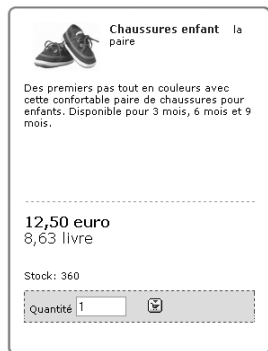 Chaussures enfant la
paire
Des premiers pas tout en couleurs avec
cette confortable paire de chaussures pour
enfants. Disponible pour 3 mois, 6 mois et 9
mois.
12,50 euro
8,63 livre
Stock: 360
Quantité 1